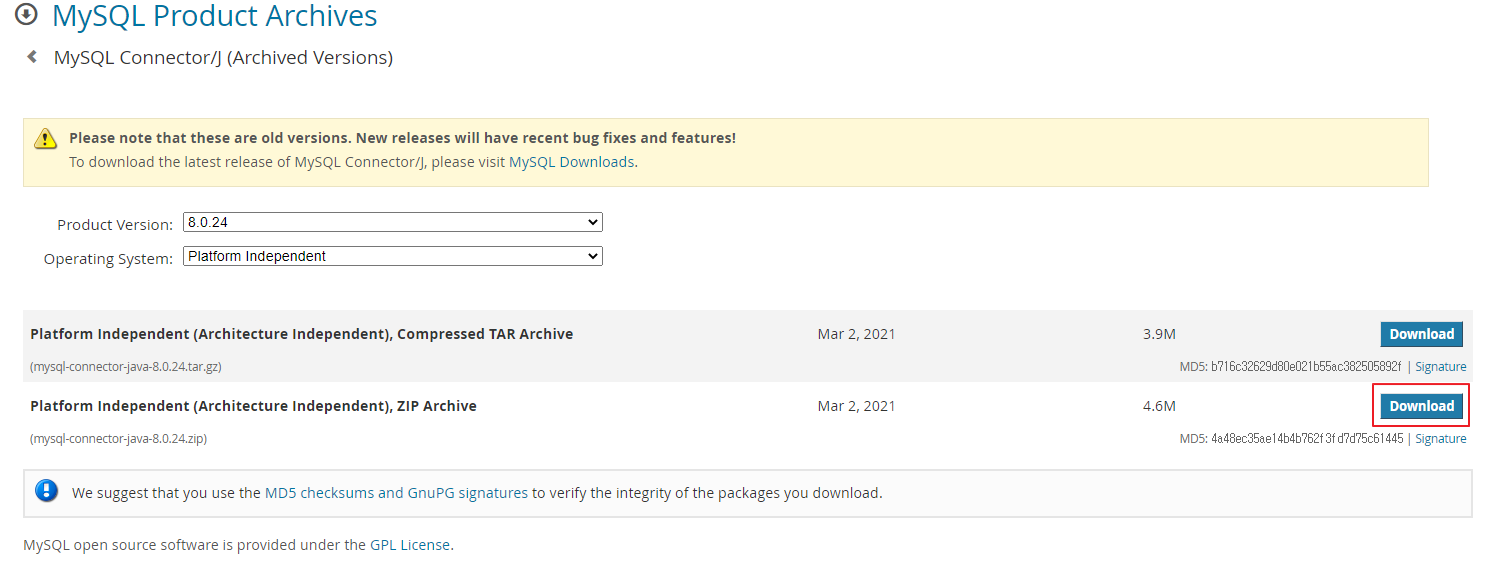 MySQL Product Archives
MySQL Connector/J (Archived Versions)
Please note that these are old versions. New releases will have recent bug fixes and features!
To download the latest release of MySQL Connector/J, please visit MySQL Downloads.
Product Version: 8.0.24
Operating System: Platform Independent
Platform Independent (Architecture Independent), Compressed TAR Archive Mar 2, 2021 3.9M Download
(mysql-connector-java-8.0.24.tar.gz) MD5: b716c32629d80e021b55ac382505892f | Signature
Platform Independent (Architecture Independent), ZIP Archive Mar 2, 2021 4.6M Download
(mysql-connector-java-8.0.24.zip) MD5: 4a48ec35ae14b4b762f3fd7d75c61445 | Signature
We suggest that you use the MD5 checksums and GnuPG signatures to verify the integrity of the packages you download.
MySQL open source software is provided under the GPL License.